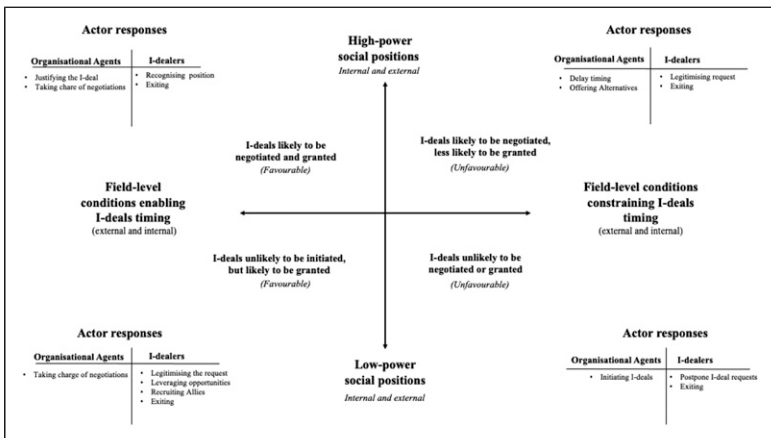 Actor responses
Organisational Agents
• Justifying the I-deal
• Taking chare of negotiations
I-dealers
• Recognising position
• Exiting
High-power
social positions
Internal and external
Actor responses
Organisational Agents
• Delay timing
• Offering Alternatives
I-dealers
• Legitimising request
• Exiting
I-deals likely to be
negotiated and granted
(Favourable)
I-deals likely to be negotiated,
less likely to be granted
(Unfavourable)
Field-level
conditions enabling
I-deals timing
(external and internal)
Field-level conditions
constraining I-deals
timing
(external and internal)
I-deals unlikely to be initiated,
but likely to be granted
(Favourable)
I-deals unlikely to be
negotiated or granted
(Unfavourable)
Actor responses
Organisational Agents
• Taking charge of negotiations
I-dealers
• Legitimising the request
• Leveraging opportunities
• Recruiting Allies
• Exiting
Low-power
social positions
Internal and external
Actor responses
Organisational Agents
• Initiating I-deals
I-dealers
• Postpone I-deal requests
• Exiting